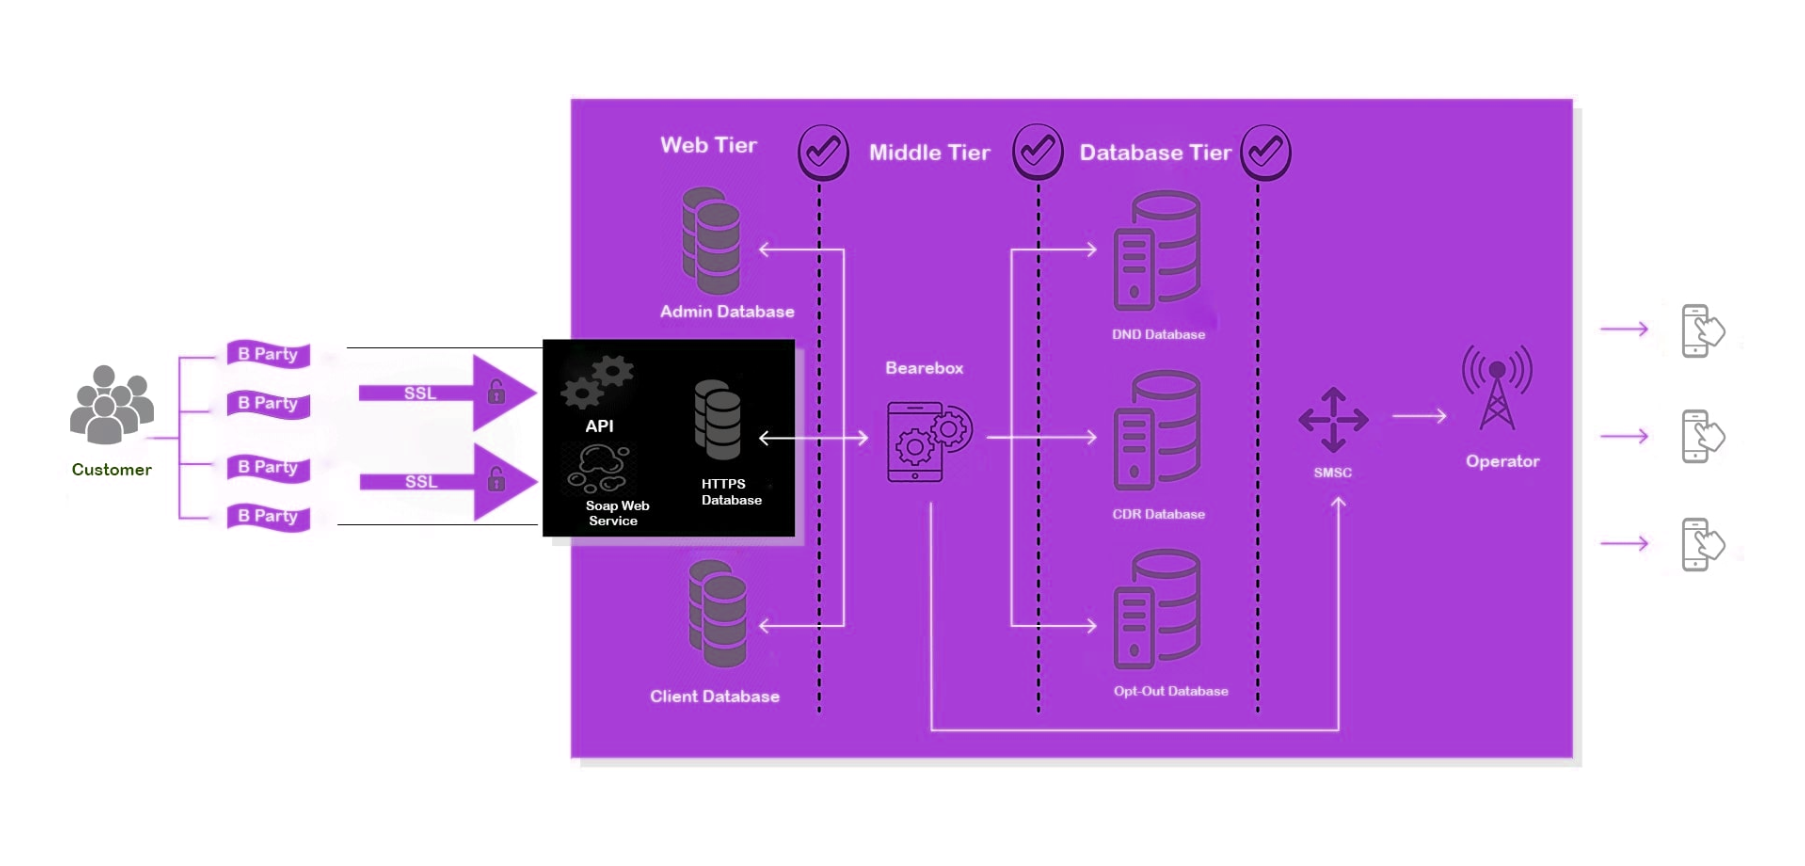 Web Tier
Middle Tier
Database Tier
Admin Database
DND Database
B Party
B Party
B Party
B Party
Customer
SSL
SSL
API
Soap Web
Service
HTTPS
Database
Bearebox
CDR Database
SMSC
Operator
Client Database
Opt-Out Database